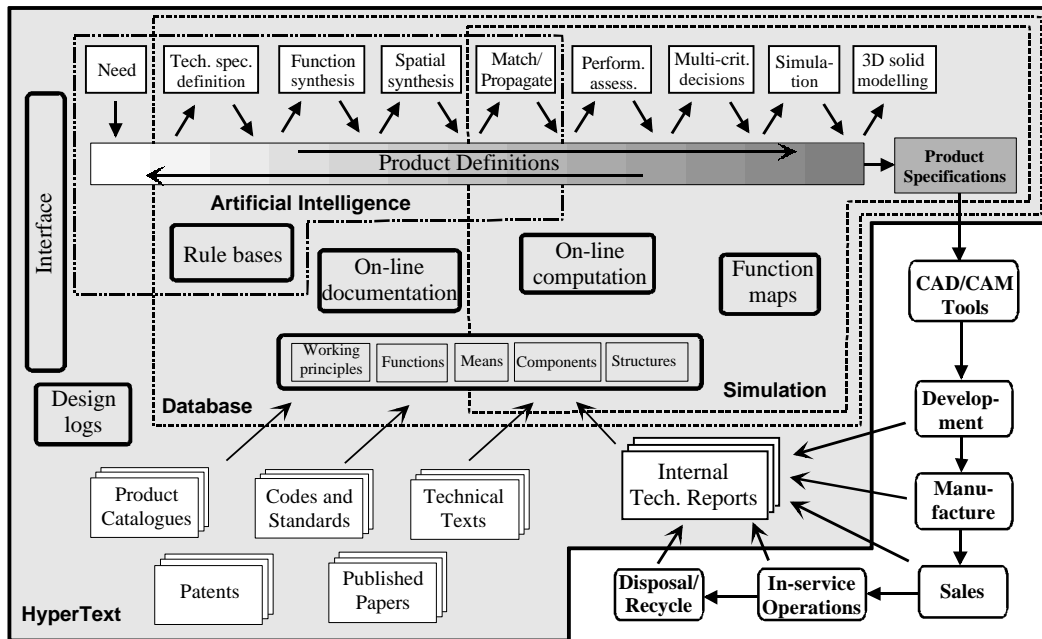 Need
Tech. spec.
definition
Function
synthesis
Spatial
synthesis
Match/
Propagate
Perform.
assess.
Multi-crit.
decisions
Simula-
tion
3D solid
modelling
Product Definitions
Product
Specifications
Artificial Intelligence
Interface
Rule bases
On-line
documentation
On-line
computation
Function
maps
CAD/CAM
Tools
Working
principles
Functions
Means
Components
Structures
Design
logs
Database
Simulation
Develop-
ment
Product
Catalogues
Codes and
Standards
Technical
Texts
Internal
Tech. Reports
Manu-
facture
Patents
Published
Papers
Disposal/
Recycle
In-service
Operations
Sales
HyperText